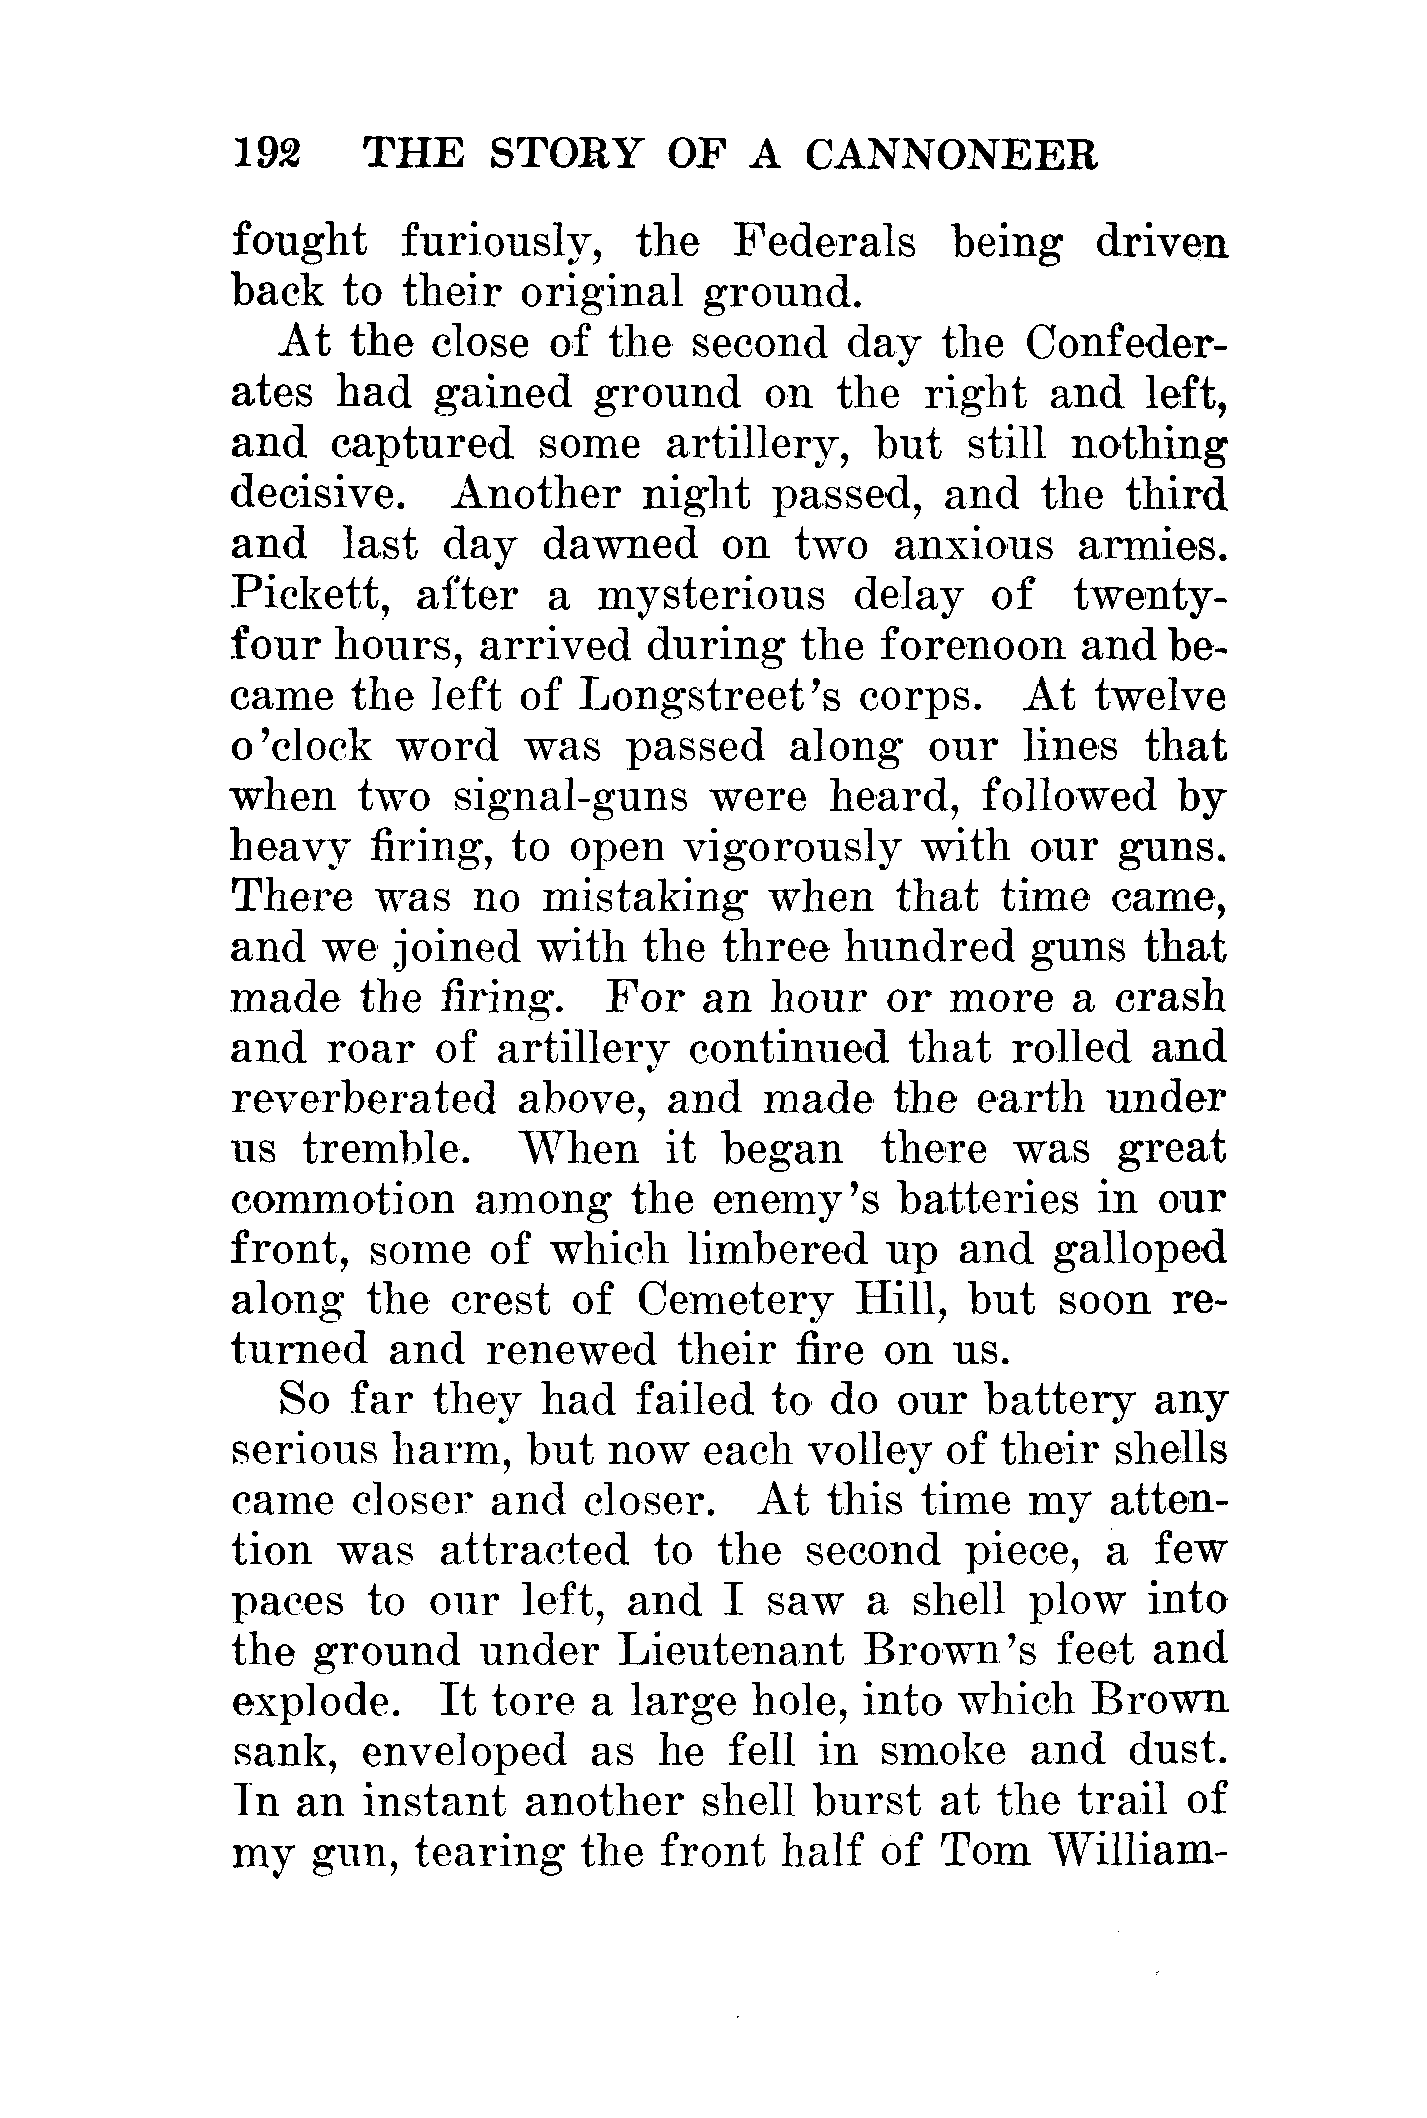 192 THE STORY OF A CANNONEER
fought furiously, the Federals being driven
back to their original ground.
At the close of the second day the Confeder-
ates had gained ground on the right and left,
and captured some artillery, but still nothing
decisive. Another night passed, and the third
and last day dawned on two anxious armies.
Pickett, after a mysterious delay of twenty-
four hours, arrived during the forenoon and be-
came the left of Longstreet's corps. At twelve
o'clock word was passed along our lines that
when two signal-guns were heard, followed by
heavy firing, to open vigorously with our guns.
There was no mistaking when that time came,
and we joined with the three hundred guns that
made the firing. For an hour or more a crash
and roar of artillery continued that rolled and
reverberated above, and made the earth under
us tremble. When it began there was great
commotion among the enemy's batteries in our
front, some of which limbered up and galloped
along the crest of Cemetery Hill, but soon re-
turned and renewed their fire on us.
So far they had failed to do our battery any
serious harm, but now each volley of their shells
came closer and closer. At this time my atten-
tion was attracted to the second piece, a few
paces to our left, and I saw a shell plow into
the ground under Lieutenant Brown's feet and
explode. It tore a large hole, into which Brown
sank, enveloped as he fell in smoke and dust.
In an instant another shell burst at the trail of
my gun, tearing the front half of Tom William-